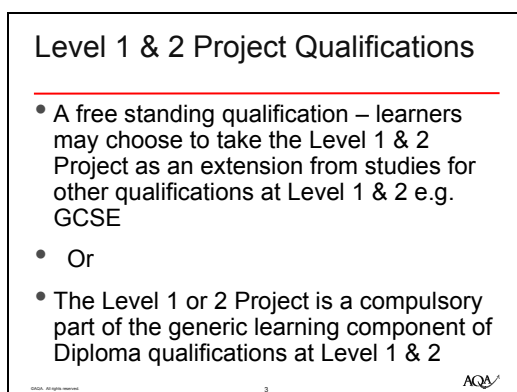 Level 1 & 2 Project Qualifications
• A free standing qualification – learners
may choose to take the Level 1 & 2
Project as an extension from studies for
other qualifications at Level 1 & 2 e.g.
GCSE
• Or
• The Level 1 or 2 Project is a compulsory
part of the generic learning component of
Diploma qualifications at Level 1 & 2
©AQA. All rights reserved.
3
AQA